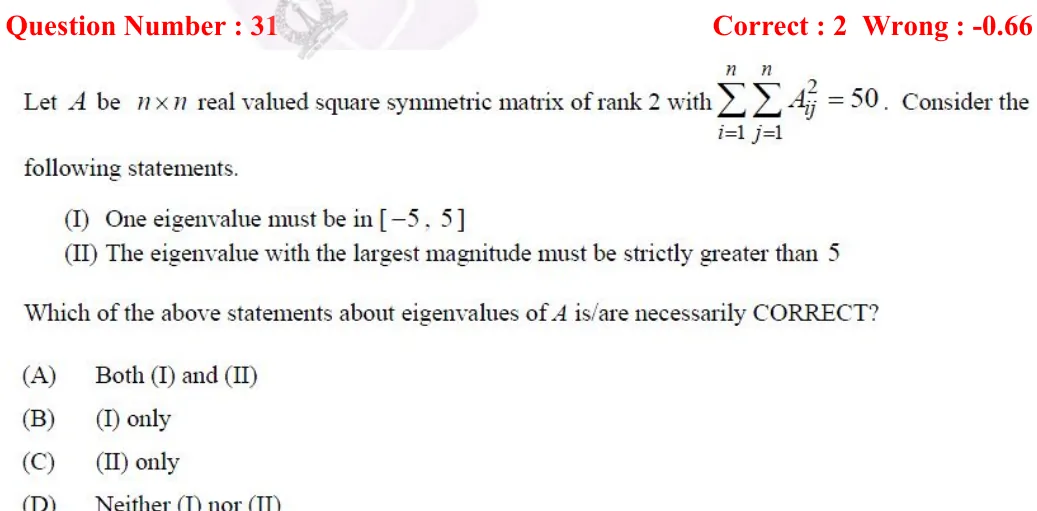 Question Number : 31 Correct : 2 Wrong : -0.66
Let A be n×n real valued square symmetric matrix of rank 2 with ∑_{i=1}^{n} ∑_{j=1}^{n} A_{ij}^{2} = 50. Consider the
following statements.
(I) One eigenvalue must be in [−5, 5]
(II) The eigenvalue with the largest magnitude must be strictly greater than 5
Which of the above statements about eigenvalues of A is/are necessarily CORRECT?
(A) Both (I) and (II)
(B) (I) only
(C) (II) only
(D) Neither (I) nor (II)